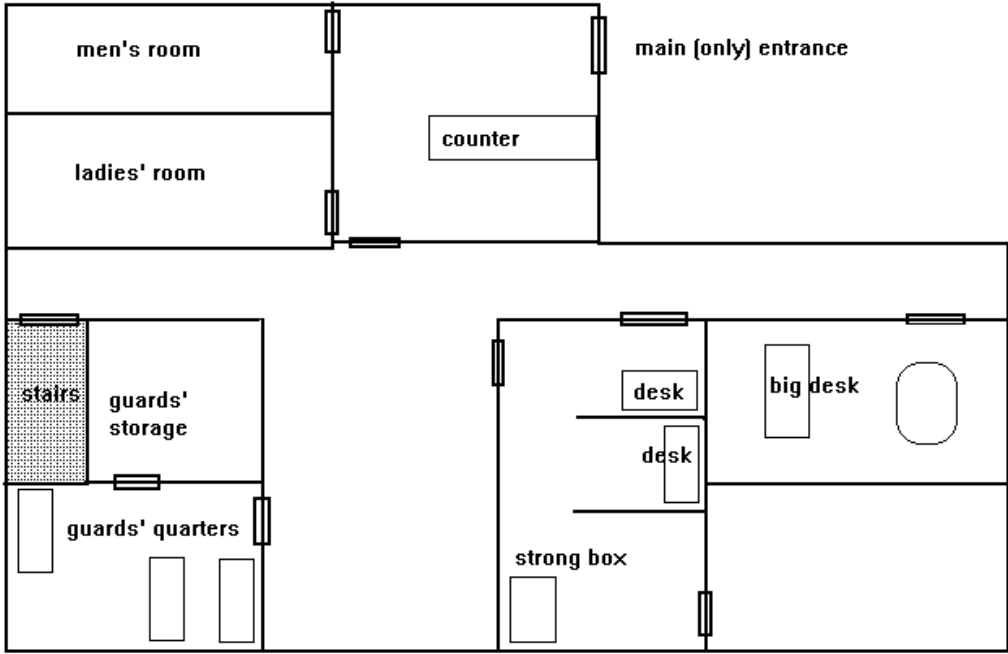 men's room
main (only) entrance
counter
ladies' room
stairs
guards'
storage
desk
big desk
desk
guards' quarters
strong box